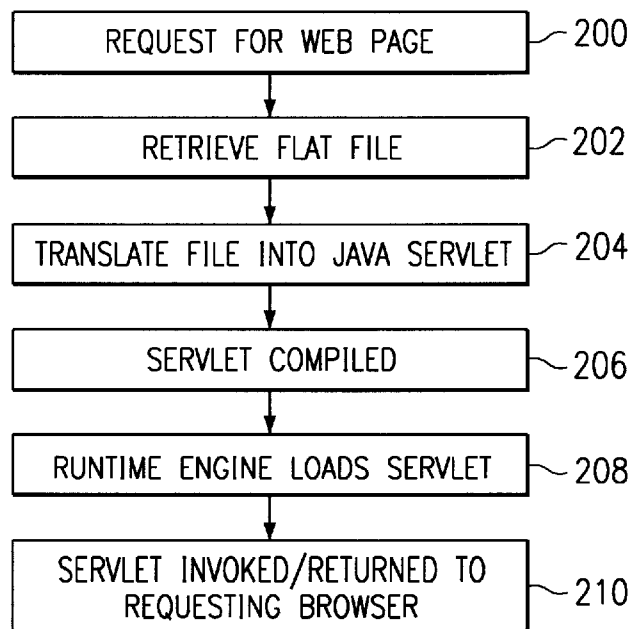 REQUEST FOR WEB PAGE 200
RETRIEVE FLAT FILE 202
TRANSLATE FILE INTO JAVA SERVLET 204
SERVLET COMPILED 206
RUNTIME ENGINE LOADS SERVLET 208
SERVLET INVOKED/RETURNED TO
REQUESTING BROWSER 210